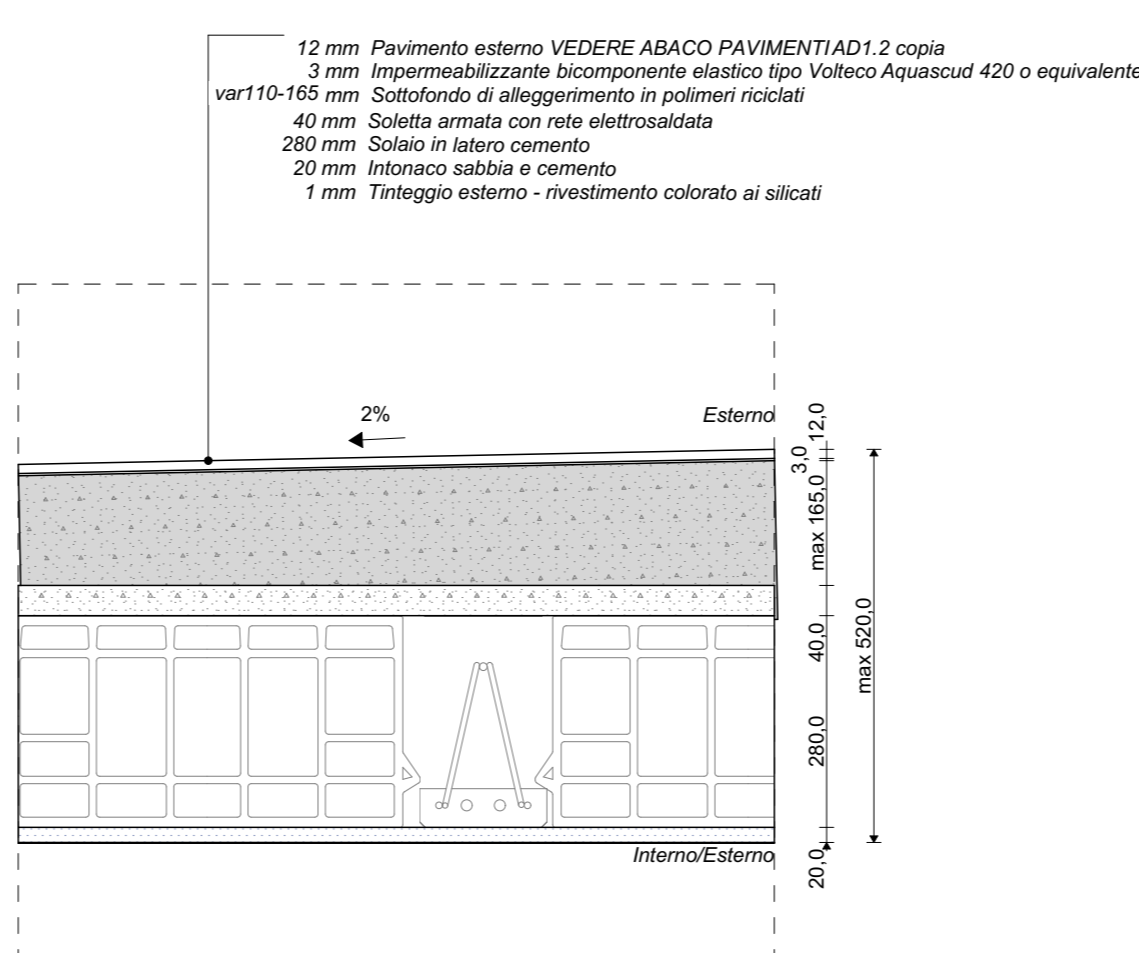 12 mm Pavimento esterno VEDERE ABACO PAVIMENTI AD1.2 copia
3 mm Impermeabilizzante bicomponente elastico tipo Volteco Aquascud 420 o equivalente
var110-165 mm Sottofondo di alleggerimento in polimeri riciclati
40 mm Soletta armata con rete elettrosaldata
280 mm Solaio in latero cemento
20 mm Intonaco sabbia e cemento
1 mm Tinteggio esterno - rivestimento colorato ai silicati
2%
Esterno
12,0
3,0
max 165,0
40,0
max 520,0
280,0
20,0
Interno/Esterno